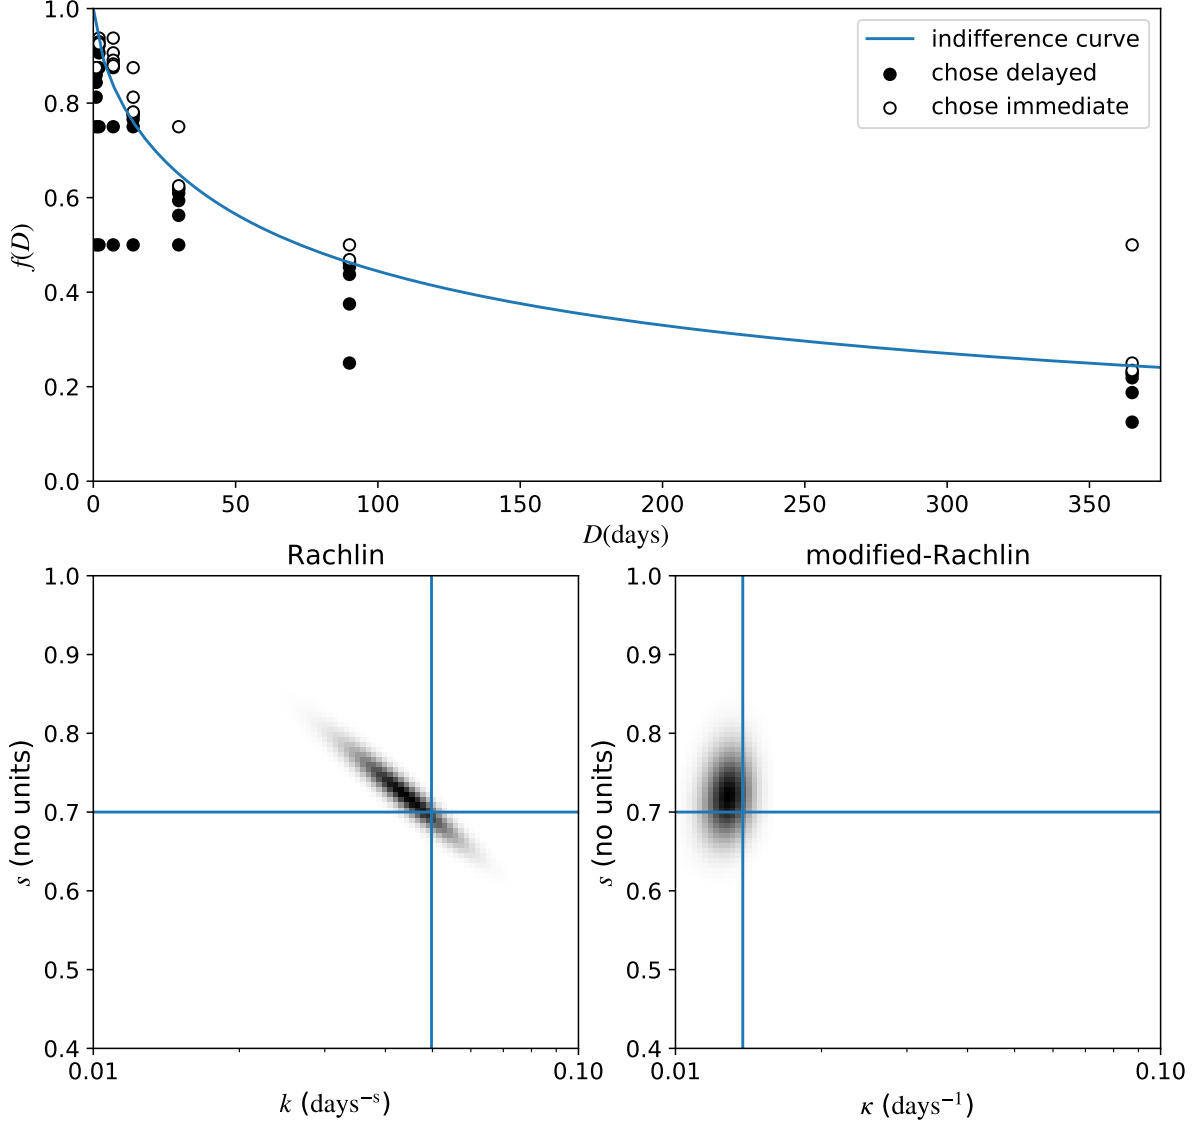 1.0
0.8
0.6
0.4
0.2
0.0
f(D)
indifference curve
chose delayed
chose immediate
0 50 100 150 200 250 300 350
D(days)
Rachlin
1.0
0.9
0.8
0.7
0.6
0.5
0.4
s (no units)
0.01 0.10
k (days⁻ˢ)
modified-Rachlin
1.0
0.9
0.8
0.7
0.6
0.5
0.4
s (no units)
0.01 0.10
κ (days⁻¹)